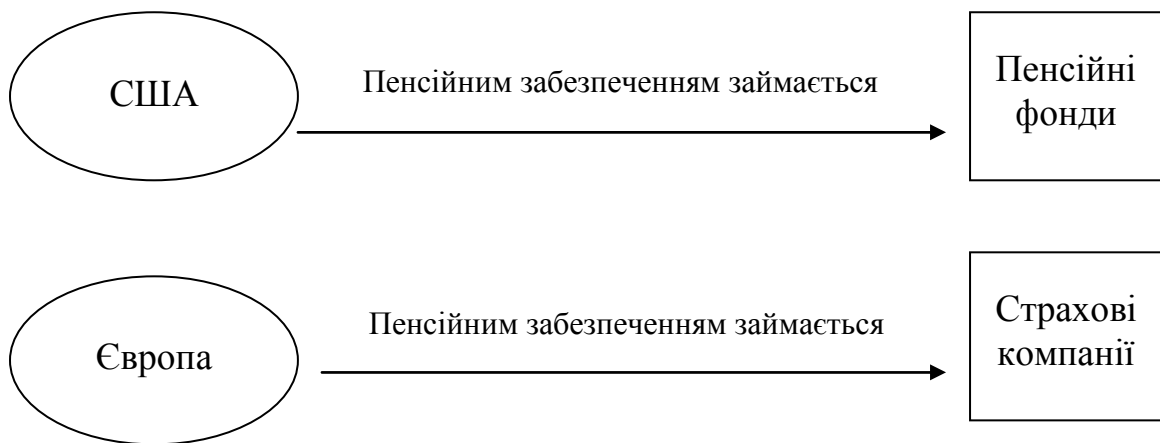 США
Пенсійним забезпеченням займається
Пенсійні
фонди
Європа
Пенсійним забезпеченням займається
Страхові
компанії